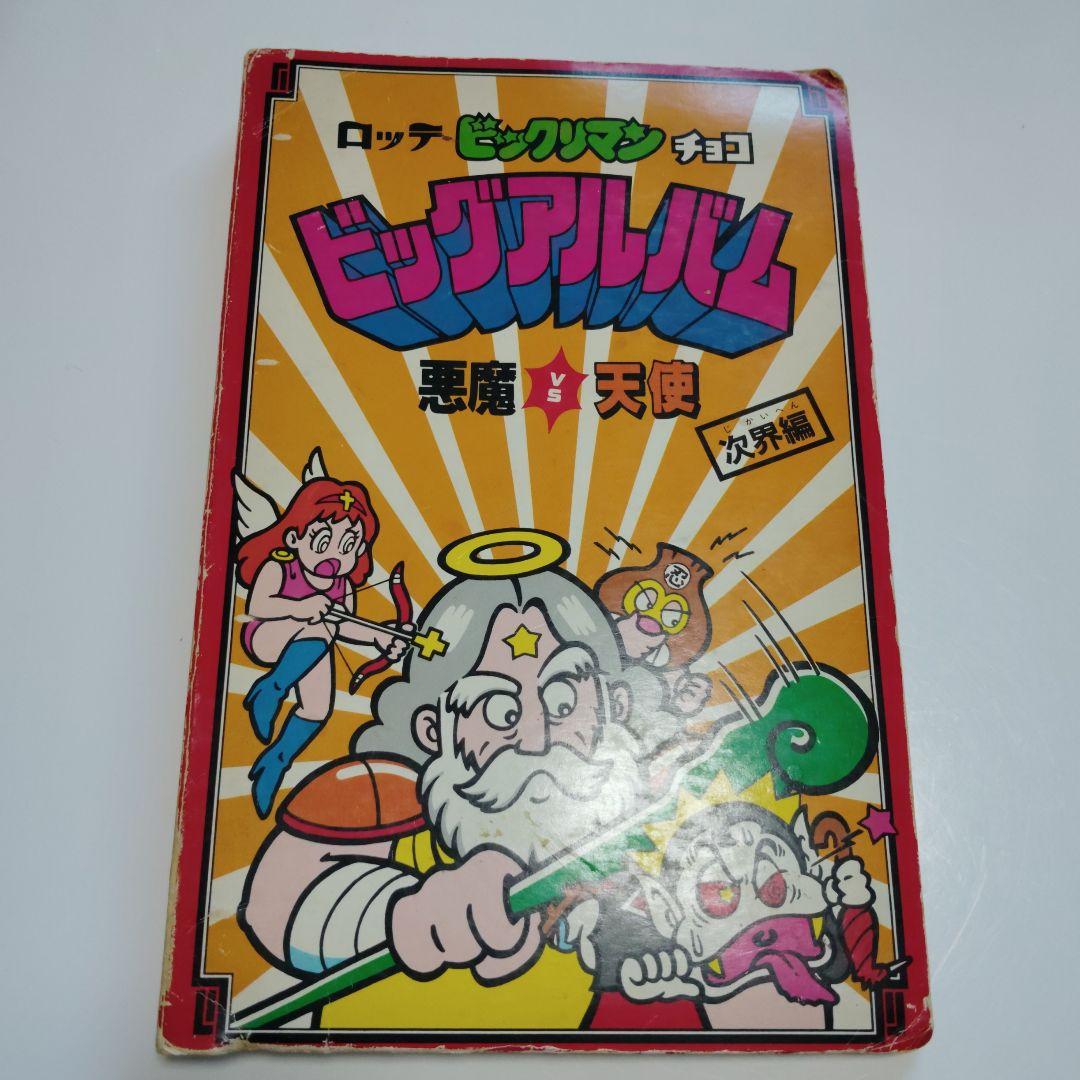 ロッテ ビックリマン チョコ
ビッグアルバム
悪魔 VS 天使
じかいへん
次界編
忍